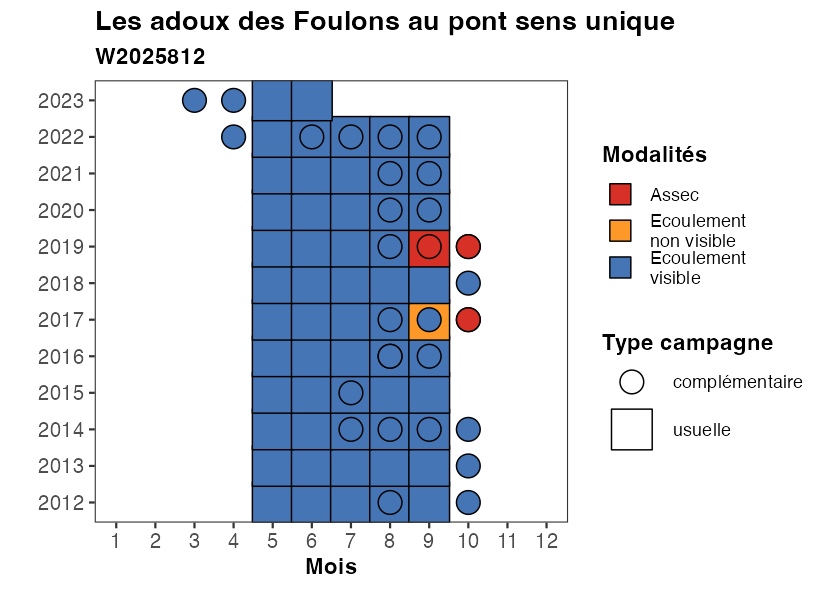 Les adoux des Foulons au pont sens unique
W2025812
2023
2022
2021
2020
2019
2018
2017
2016
2015
2014
2013
2012
1 2 3 4 5 6 7 8 9 10 11 12
Mois
Modalités
Assec
Ecoulement
non visible
Ecoulement
visible
Type campagne
complémentaire
usuelle